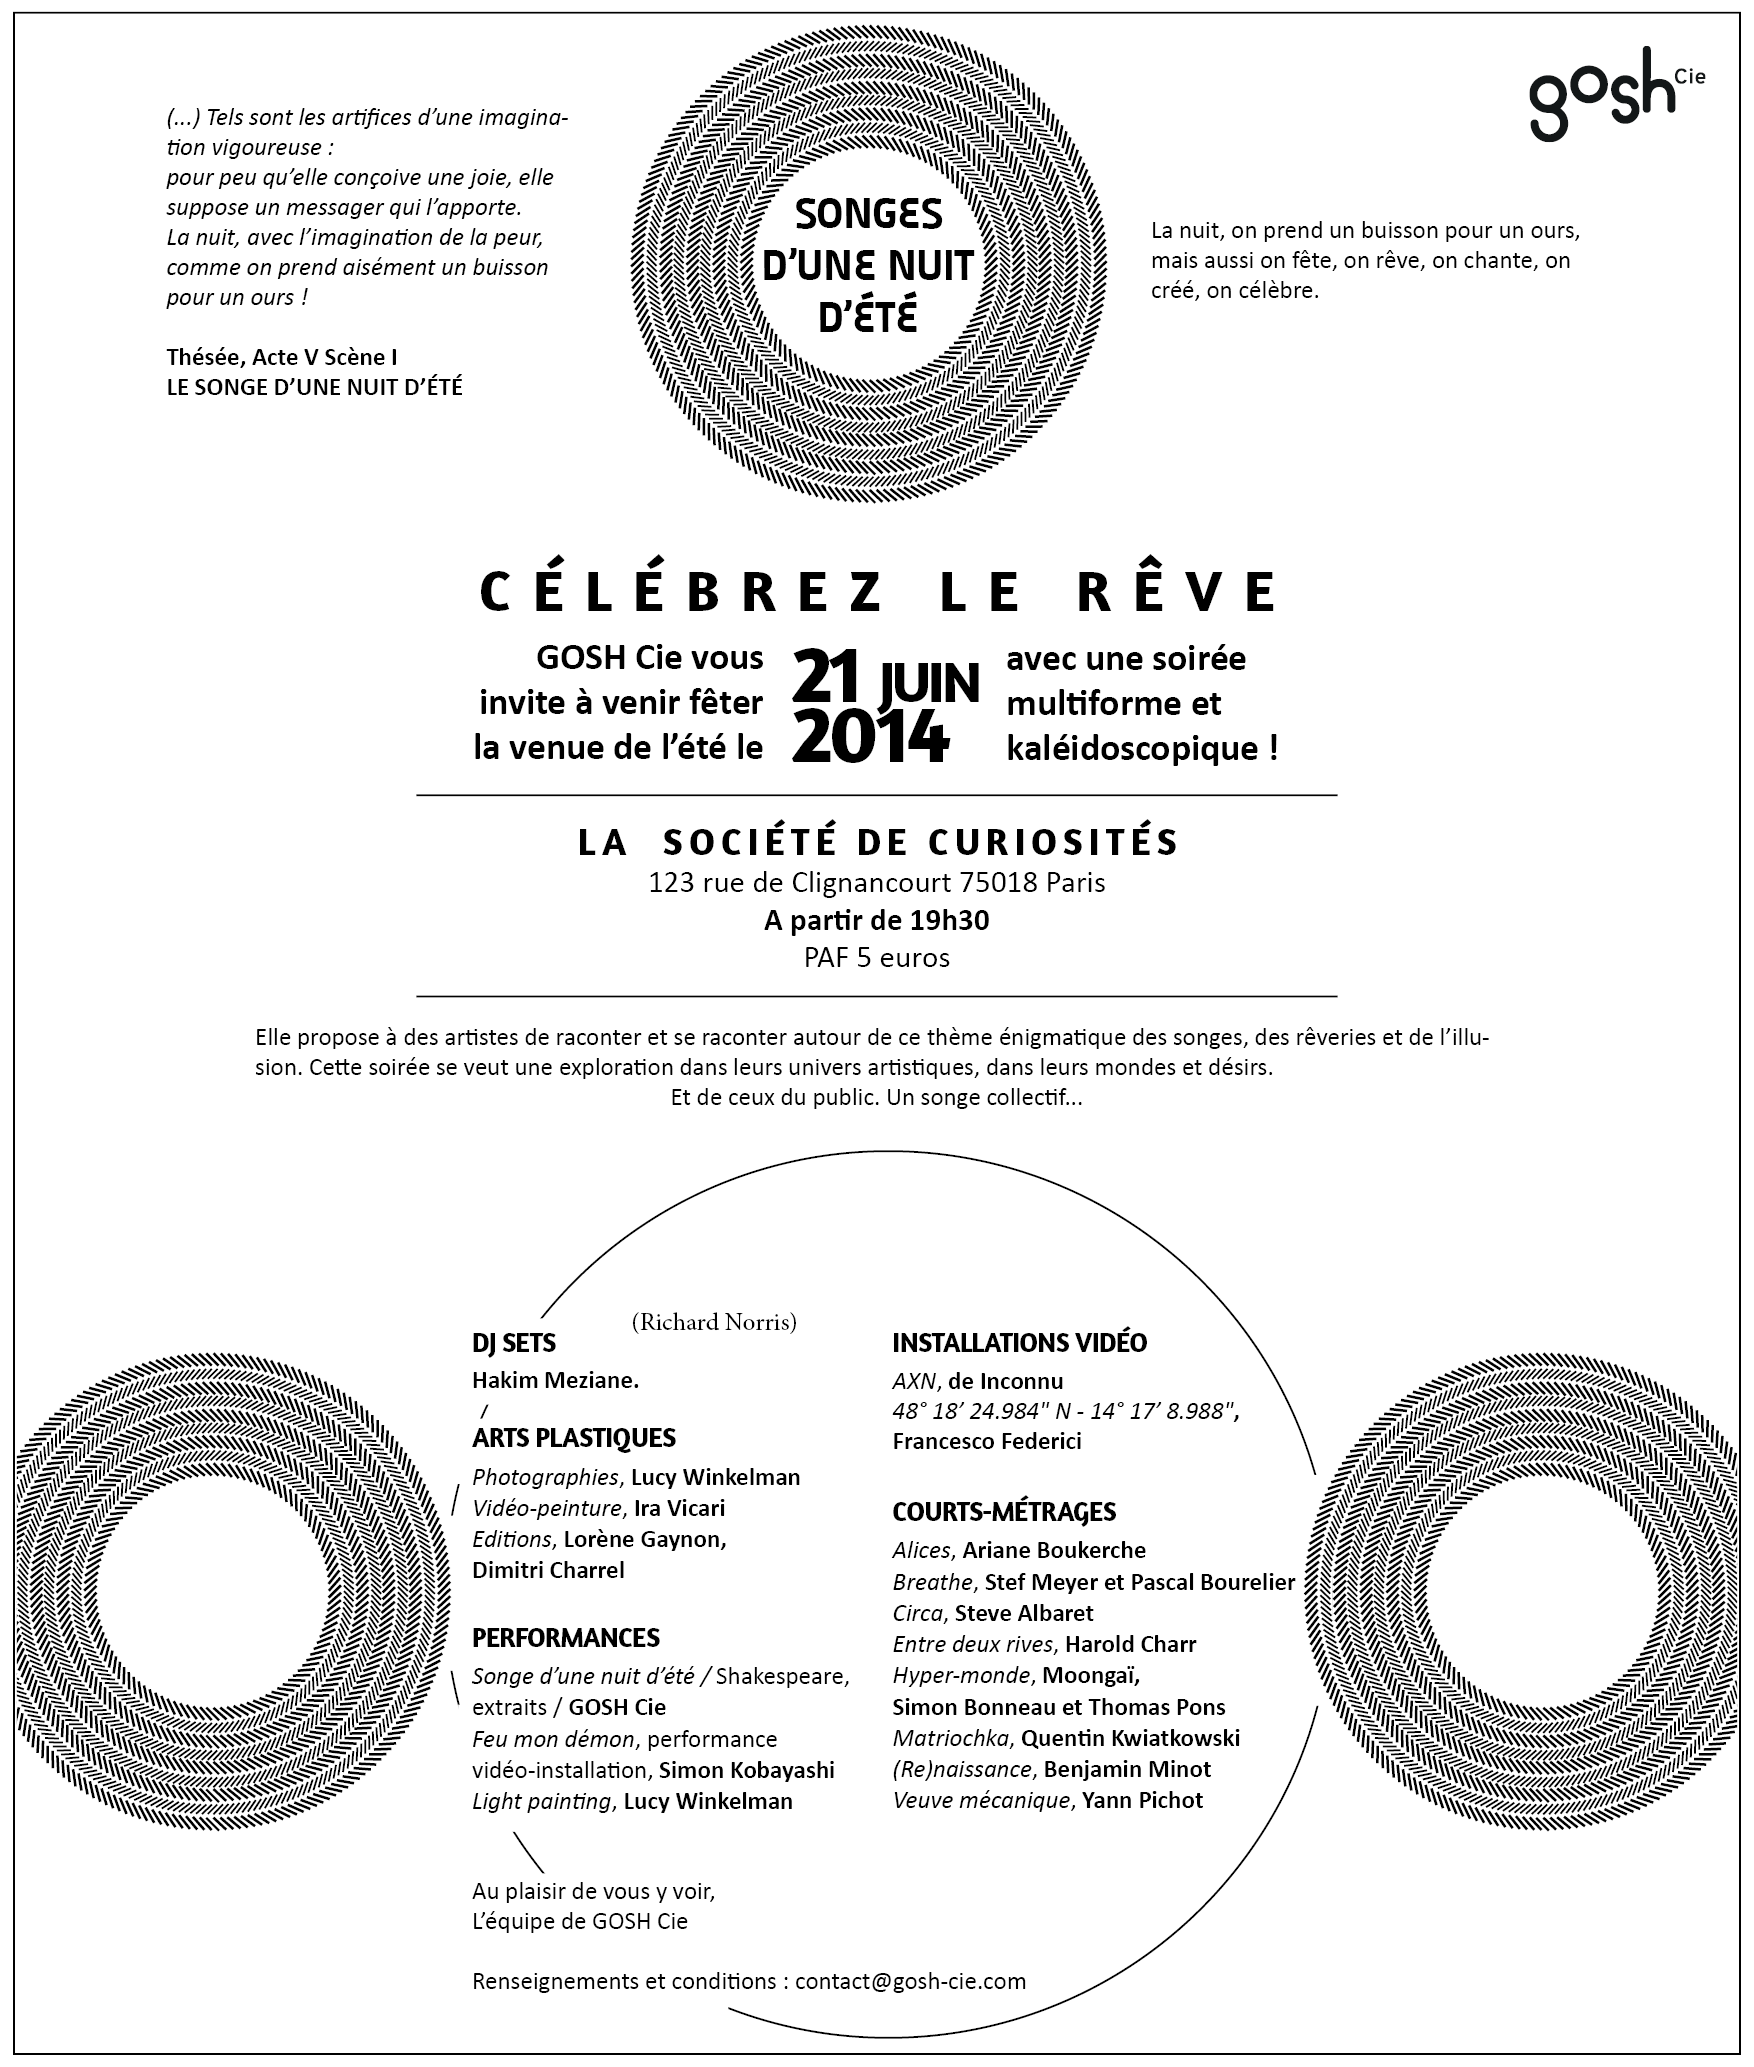 gosh Cie
(...) Tels sont les artifices d’une imagina-
tion vigoureuse :
pour peu qu’elle conçoive une joie, elle
suppose un messager qui l’apporte.
La nuit, avec l’imagination de la peur,
comme on prend aisément un buisson
pour un ours !
Thésée, Acte V Scène I
LE SONGE D’UNE NUIT D’ÉTÉ
SONGES
D’UNE NUIT
D’ÉTÉ
La nuit, on prend un buisson pour un ours,
mais aussi on fête, on rêve, on chante, on
créé, on célèbre.
CÉLÉBREZ LE RÊVE
GOSH Cie vous
invite à venir fêter
la venue de l’été le
21 JUIN
2014
avec une soirée
multiforme et
kaléidoscopique !
LA SOCIÉTÉ DE CURIOSITÉS
123 rue de Clignancourt 75018 Paris
A partir de 19h30
PAF 5 euros
Elle propose à des artistes de raconter et se raconter autour de ce thème énigmatique des songes, des rêveries et de l’illu-
sion. Cette soirée se veut une exploration dans leurs univers artistiques, dans leurs mondes et désirs.
Et de ceux du public. Un songe collectif...
(Richard Norris)
DJ SETS
Hakim Meziane.
/
ARTS PLASTIQUES
Photographies, Lucy Winkelman
Vidéo-peinture, Ira Vicari
Editions, Lorène Gaynon,
Dimitri Charrel
PERFORMANCES
Songe d’une nuit d’été / Shakespeare,
extraits / GOSH Cie
Feu mon démon, performance
vidéo-installation, Simon Kobayashi
Light painting, Lucy Winkelman
INSTALLATIONS VIDÉO
AXN, de Inconnu
48° 18’ 24.984" N - 14° 17’ 8.988",
Francesco Federici
COURTS-MÉTRAGES
Alices, Ariane Boukerche
Breathe, Stef Meyer et Pascal Bourelier
Circa, Steve Albaret
Entre deux rives, Harold Charr
Hyper-monde, Moongaï,
Simon Bonneau et Thomas Pons
Matriochka, Quentin Kwiatkowski
(Re)naissance, Benjamin Minot
Veuve mécanique, Yann Pichot
Au plaisir de vous y voir,
L’équipe de GOSH Cie
Renseignements et conditions : contact@gosh-cie.com